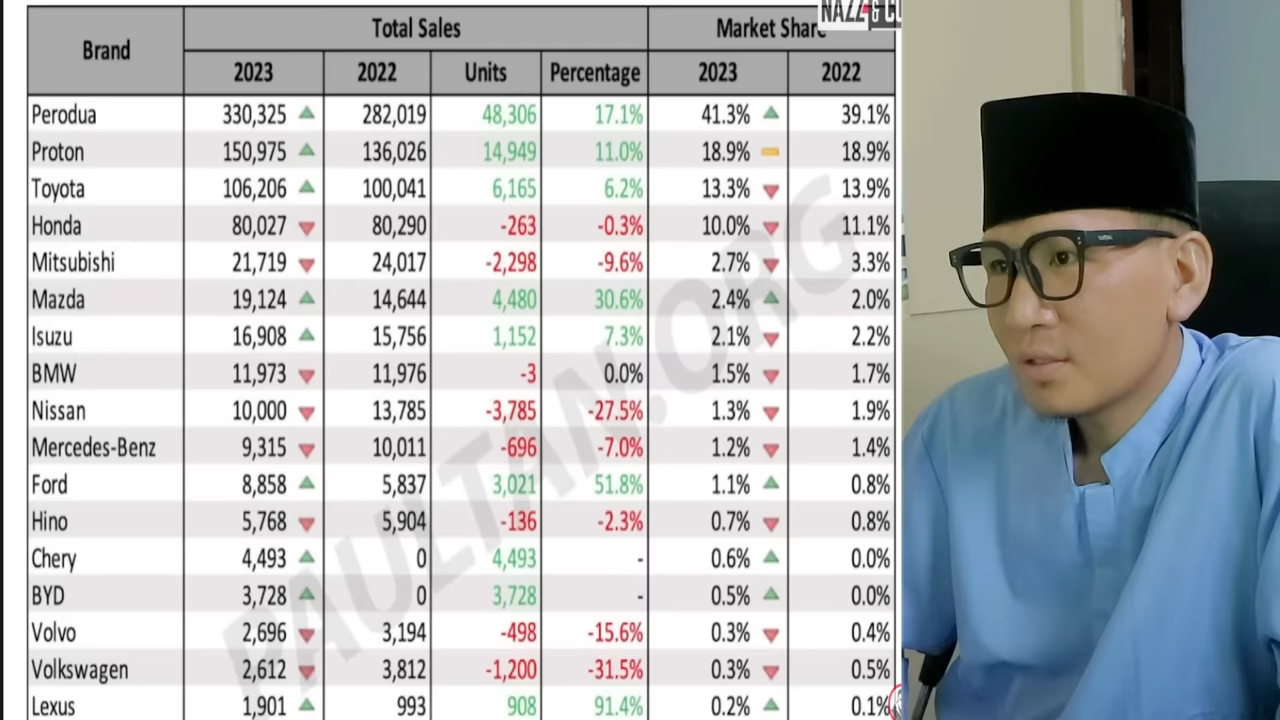 NAZZ &
Brand Total Sales Market Share
2023 2022 Units Percentage 2023 2022
Perodua 330,325 282,019 48,306 17.1% 41.3% 39.1%
Proton 150,975 136,026 14,949 11.0% 18.9% 18.9%
Toyota 106,206 100,041 6,165 6.2% 13.3% 13.9%
Honda 80,027 80,290 -263 -0.3% 10.0% 11.1%
Mitsubishi 21,719 24,017 -2,298 -9.6% 2.7% 3.3%
Mazda 19,124 14,644 4,480 30.6% 2.4% 2.0%
Isuzu 16,908 15,756 1,152 7.3% 2.1% 2.2%
BMW 11,973 11,976 -3 0.0% 1.5% 1.7%
Nissan 10,000 13,785 -3,785 -27.5% 1.3% 1.9%
Mercedes-Benz 9,315 10,011 -696 -7.0% 1.2% 1.4%
Ford 8,858 5,837 3,021 51.8% 1.1% 0.8%
Hino 5,768 5,904 -136 -2.3% 0.7% 0.8%
Chery 4,493 0 4,493 - 0.6% 0.0%
BYD 3,728 0 3,728 - 0.5% 0.0%
Volvo 2,696 3,194 -498 -15.6% 0.3% 0.4%
Volkswagen 2,612 3,812 -1,200 -31.5% 0.3% 0.5%
Lexus 1,901 993 908 91.4% 0.2% 0.1%
PAULTAN.ORG